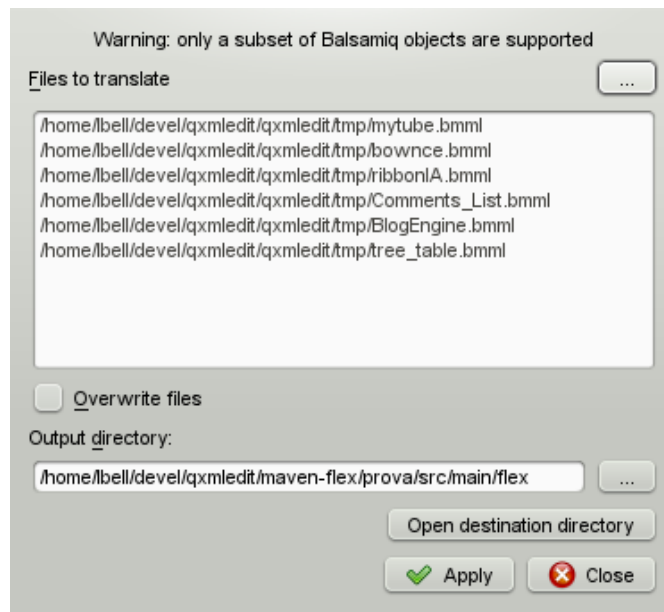 Warning: only a subset of Balsamiq objects are supported
Files to translate
...
/home/lbell/devel/qxmledit/qxmledit/tmp/mytube.bmml
/home/lbell/devel/qxmledit/qxmledit/tmp/bownce.bmml
/home/lbell/devel/qxmledit/qxmledit/tmp/ribbonIA.bmml
/home/lbell/devel/qxmledit/qxmledit/tmp/Comments_List.bmml
/home/lbell/devel/qxmledit/qxmledit/tmp/BlogEngine.bmml
/home/lbell/devel/qxmledit/qxmledit/tmp/tree_table.bmml
Overwrite files
Output directory:
/home/lbell/devel/qxmledit/maven-flex/prova/src/main/flex
...
Open destination directory
Apply
Close